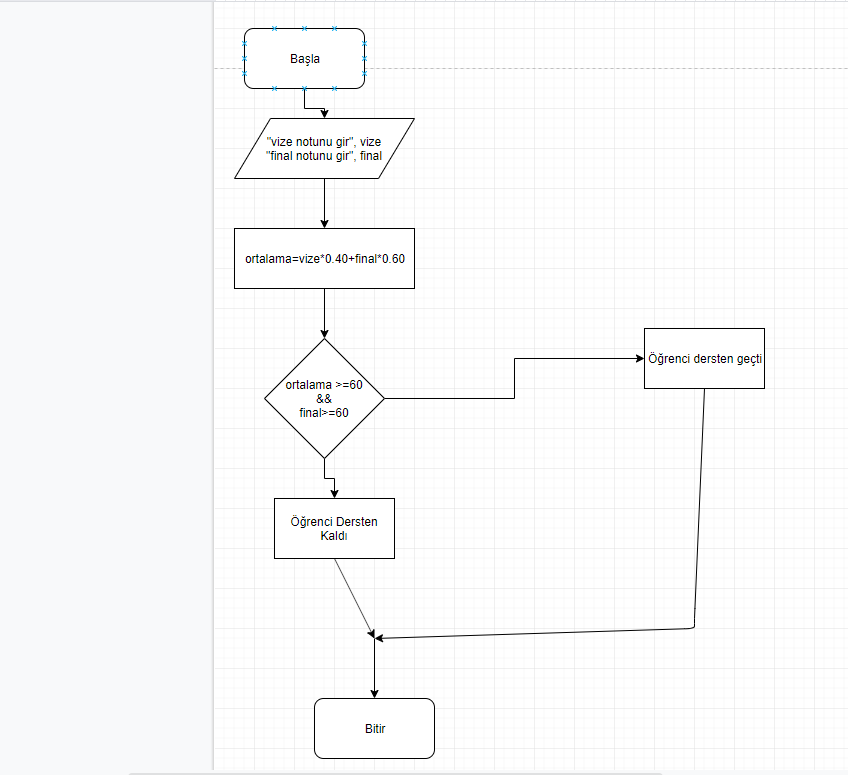 Başla
"vize notunu gir", vize
"final notunu gir", final
ortalama=vize*0.40+final*0.60
ortalama >=60
&&
final>=60
Öğrenci dersten geçti
Öğrenci Dersten
Kaldı
Bitir